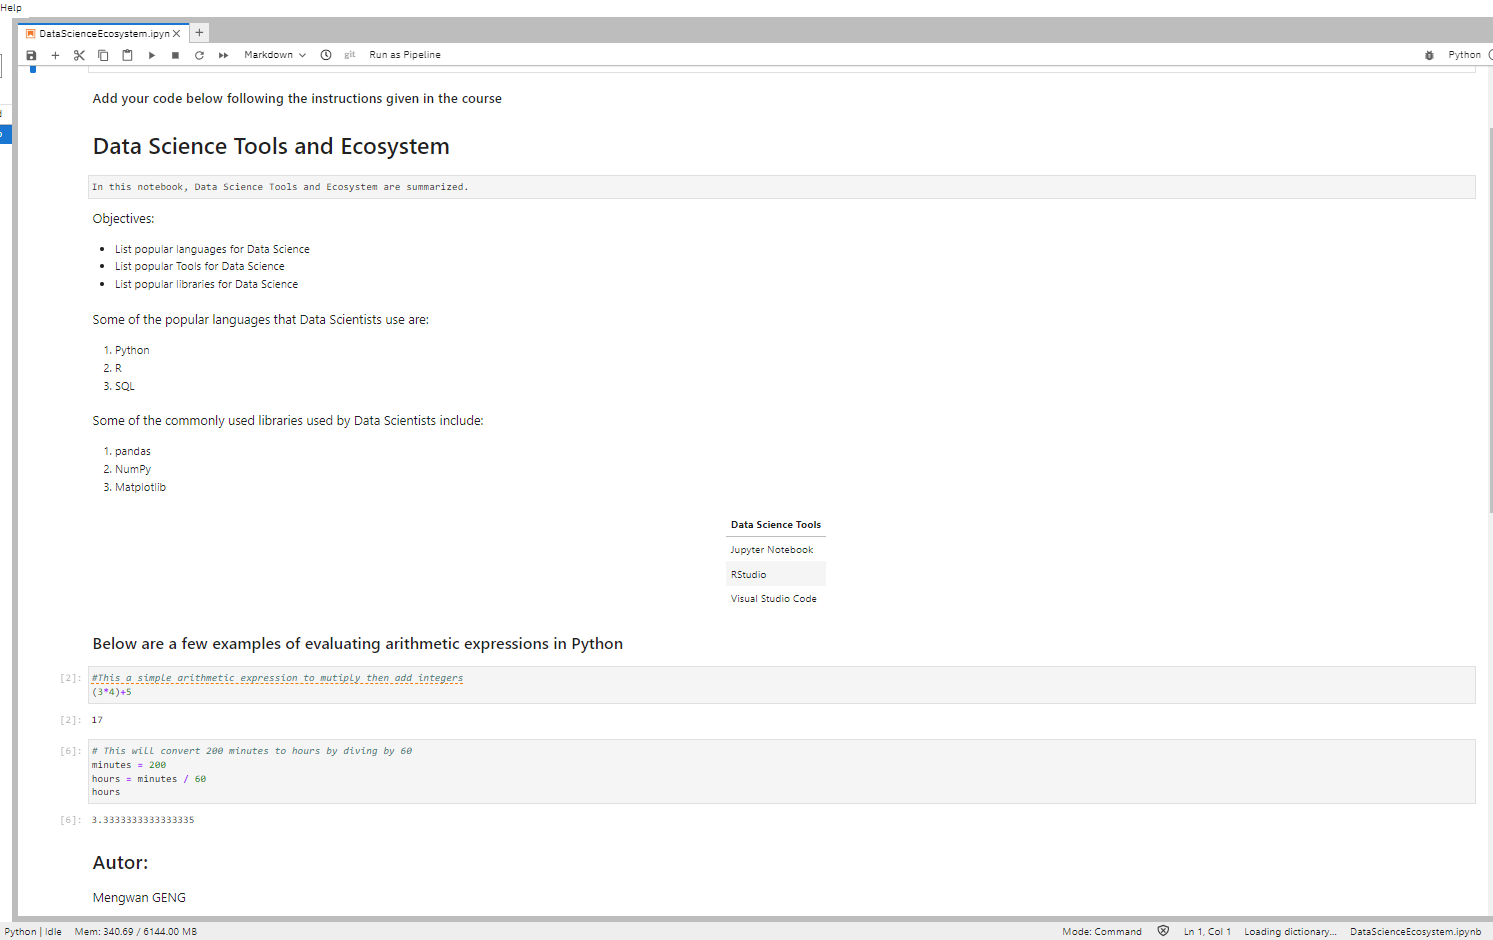 Help
DataScienceEcosystem.ipyn
Markdown
git
Run as Pipeline
Python
Add your code below following the instructions given in the course
Data Science Tools and Ecosystem
In this notebook, Data Science Tools and Ecosystem are summarized.
Objectives:
• List popular languages for Data Science
• List popular Tools for Data Science
• List popular libraries for Data Science
Some of the popular languages that Data Scientists use are:
1. Python
2. R
3. SQL
Some of the commonly used libraries used by Data Scientists include:
1. pandas
2. NumPy
3. Matplotlib
Data Science Tools
Jupyter Notebook
RStudio
Visual Studio Code
Below are a few examples of evaluating arithmetic expressions in Python
[2]: #This a simple arithmetic expression to mutiply then add integers
(3*4)+5
[2]: 17
[6]: # This will convert 200 minutes to hours by diving by 60
minutes = 200
hours = minutes / 60
hours
[6]: 3.3333333333333335
Autor:
Mengwan GENG
Python | Idle Mem: 340.69 / 6144.00 MB Mode: Command Ln 1, Col 1 Loading dictionary... DataScienceEcosystem.ipynb